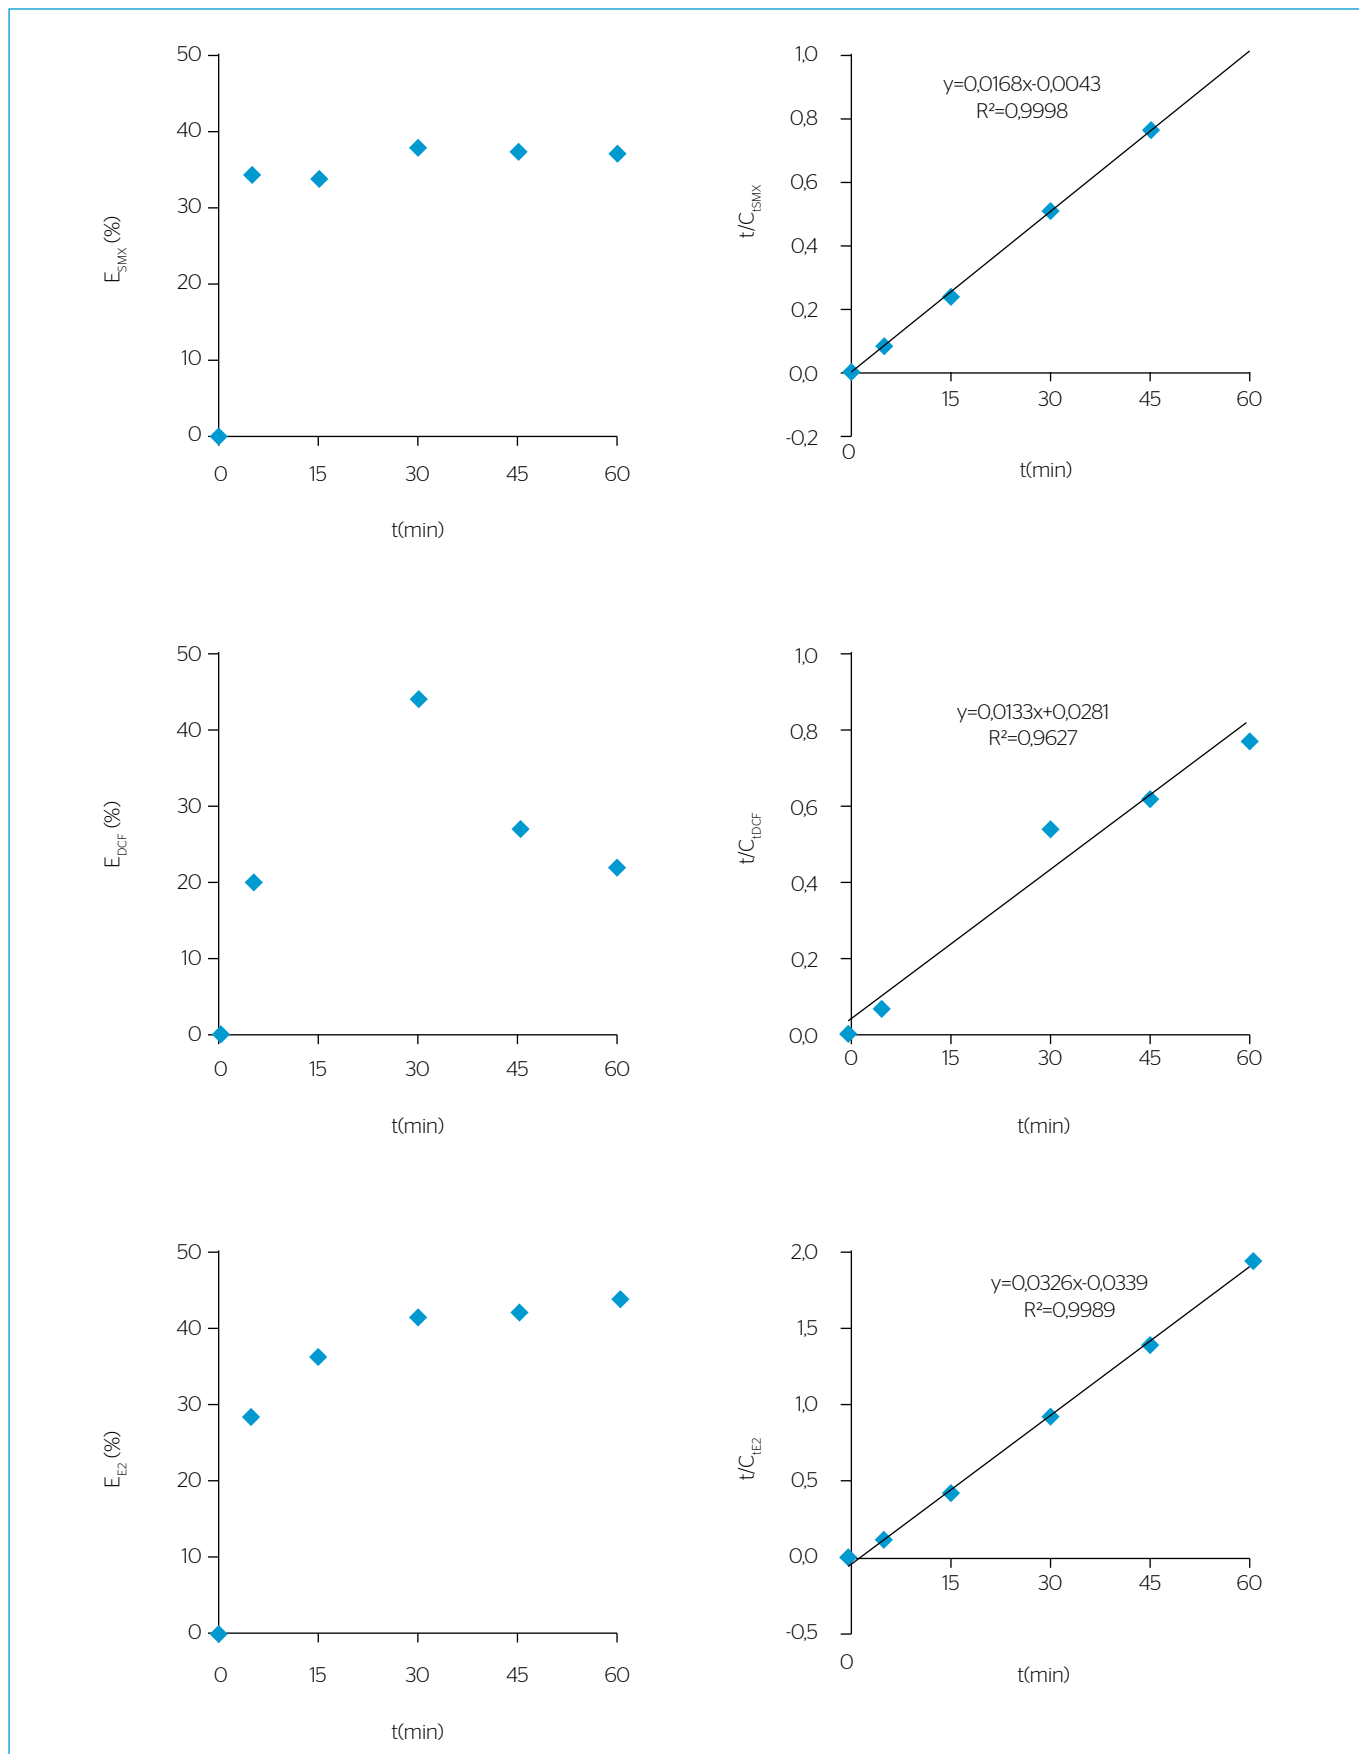 50
40
30
20
10
0
E_SMX (%)
0 15 30 45 60
t(min)
1,0
0,8
0,6
0,4
0,2
0,0
-0,2
t/C_tSMX
y=0,0168x-0,0043
R²=0,9998
15 30 45 60
0
t(min)
50
40
30
20
10
0
E_DCF (%)
0 15 30 45 60
t(min)
1,0
0,8
0,6
0,4
0,2
0,0
t/C_tDCF
y=0,0133x+0,0281
R²=0,9627
0 15 30 45 60
t(min)
50
40
30
20
10
0
E_E2 (%)
0 15 30 45 60
t(min)
2,0
1,5
1,0
0,5
0,0
-0,5
t/C_tE2
y=0,0326x-0,0339
R²=0,9989
15 30 45 60
0
t(min)